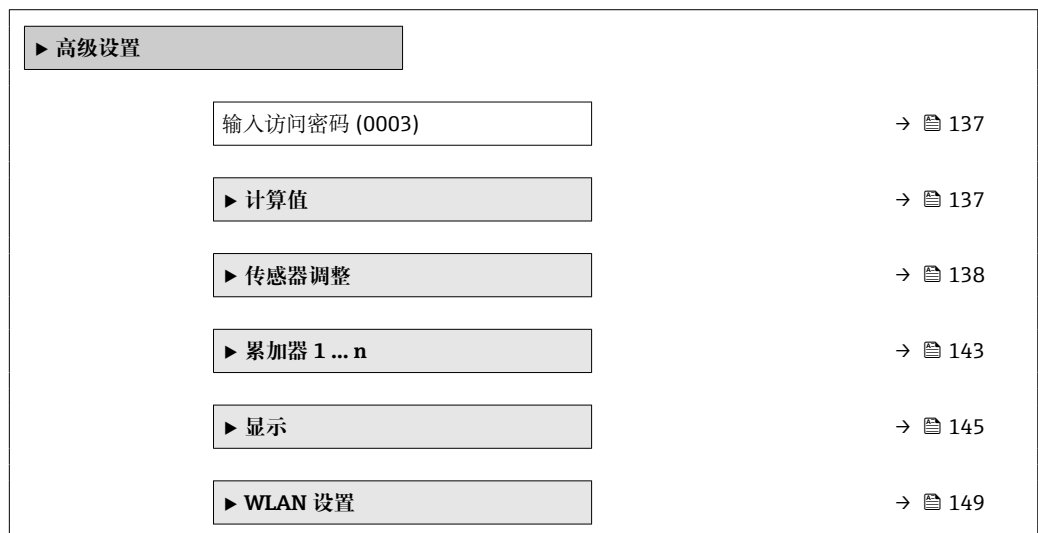 ▶ 高级设置
输入访问密码 (0003) → 🖹 137
▶ 计算值 → 🖹 137
▶ 传感器调整 → 🖹 138
▶ 累加器 1 … n → 🖹 143
▶ 显示 → 🖹 145
▶ WLAN 设置 → 🖹 149